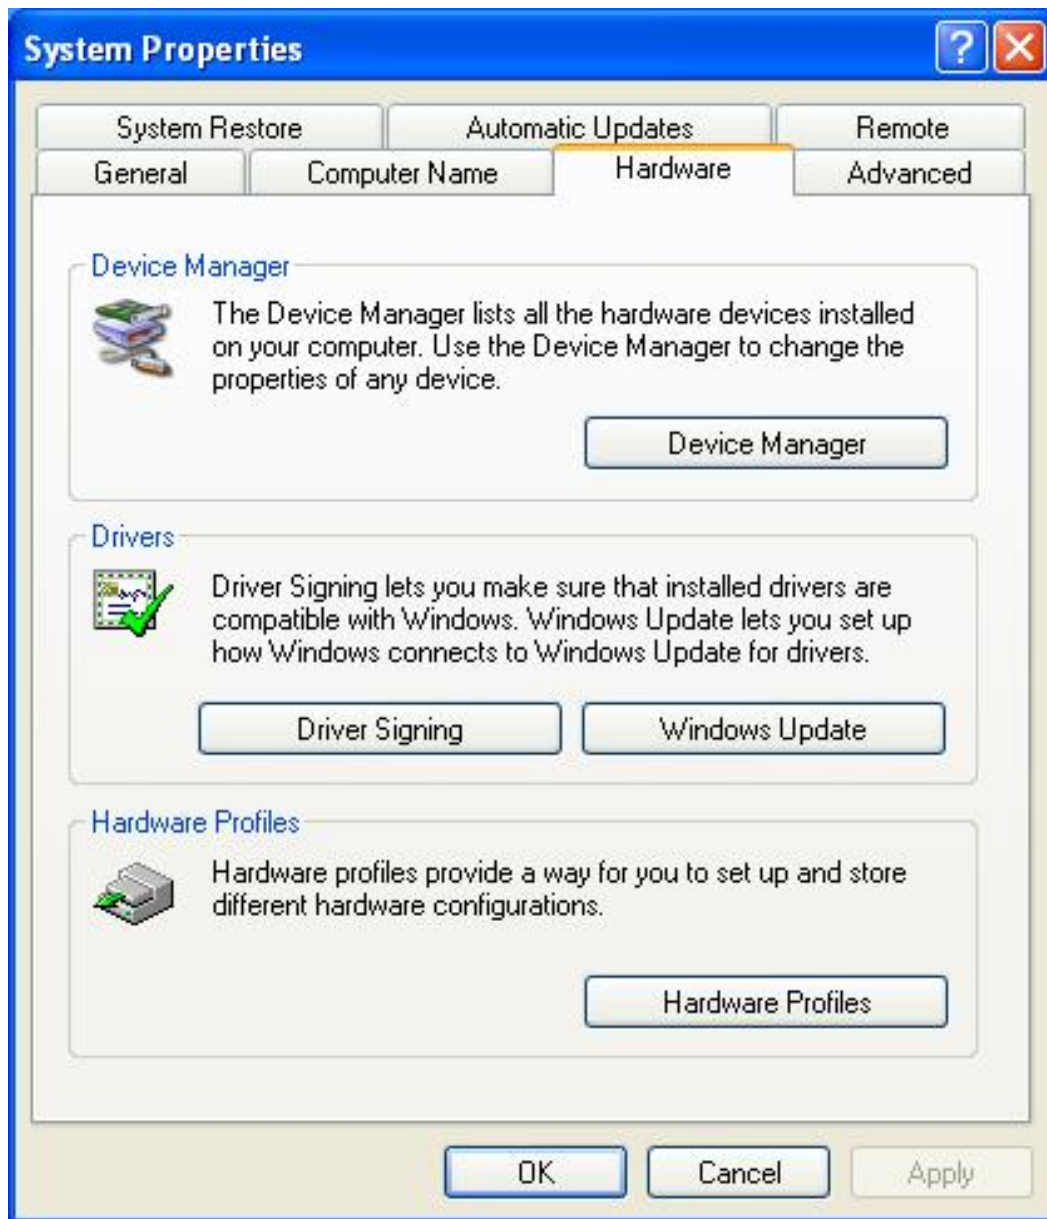 System Properties
System Restore Automatic Updates Remote
General Computer Name Hardware Advanced
Device Manager
The Device Manager lists all the hardware devices installed
on your computer. Use the Device Manager to change the
properties of any device.
Device Manager
Drivers
Driver Signing lets you make sure that installed drivers are
compatible with Windows. Windows Update lets you set up
how Windows connects to Windows Update for drivers.
Driver Signing Windows Update
Hardware Profiles
Hardware profiles provide a way for you to set up and store
different hardware configurations.
Hardware Profiles
OK Cancel Apply